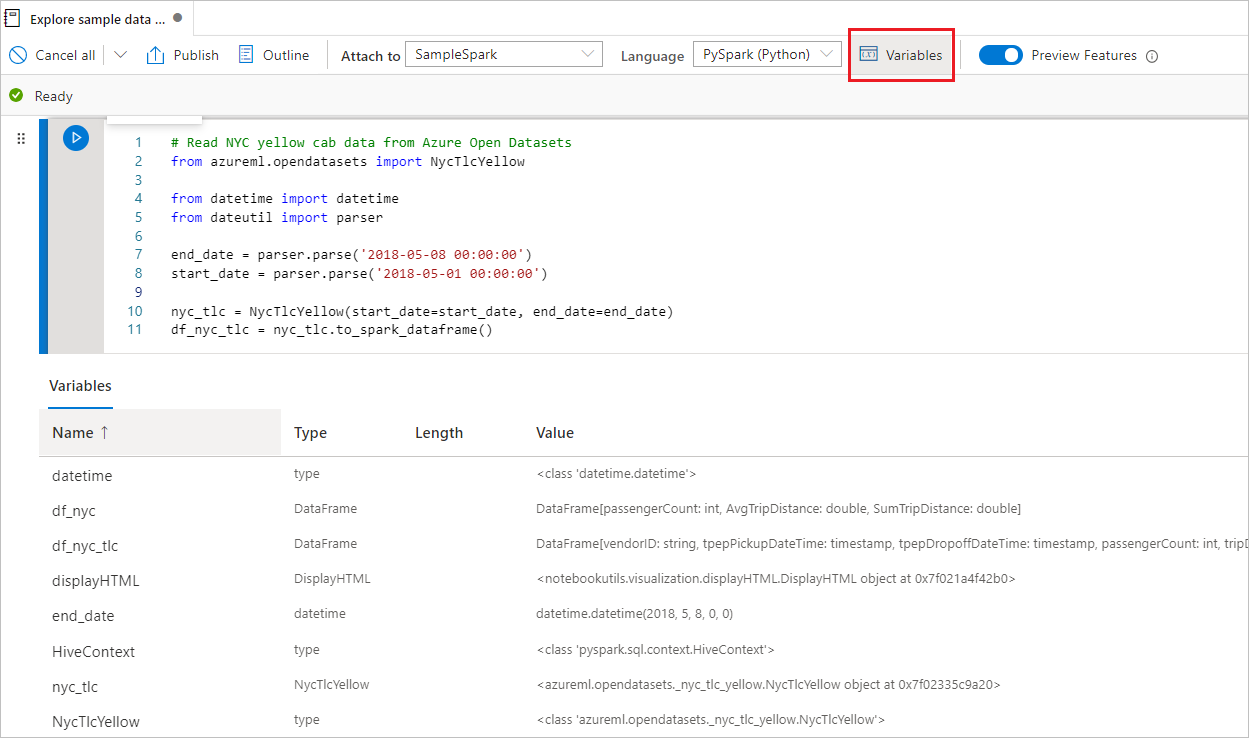 Explore sample data ...
Cancel all Publish Outline Attach to SampleSpark Language PySpark (Python) Variables Preview Features
Ready
1 # Read NYC yellow cab data from Azure Open Datasets
2 from azureml.opendatasets import NycTlcYellow
3
4 from datetime import datetime
5 from dateutil import parser
6
7 end_date = parser.parse('2018-05-08 00:00:00')
8 start_date = parser.parse('2018-05-01 00:00:00')
9
10 nyc_tlc = NycTlcYellow(start_date=start_date, end_date=end_date)
11 df_nyc_tlc = nyc_tlc.to_spark_dataframe()
Variables
Name ↑ Type Length Value
datetime type <class 'datetime.datetime'>
df_nyc DataFrame DataFrame[passengerCount: int, AvgTripDistance: double, SumTripDistance: double]
df_nyc_tlc DataFrame DataFrame[vendorID: string, tpepPickupDateTime: timestamp, tpepDropoffDateTime: timestamp, passengerCount: int, tripD
displayHTML DisplayHTML <notebookutils.visualization.displayHTML.DisplayHTML object at 0x7f021a4f42b0>
end_date datetime datetime.datetime(2018, 5, 8, 0, 0)
HiveContext type <class 'pyspark.sql.context.HiveContext'>
nyc_tlc NycTlcYellow <azureml.opendatasets._nyc_tlc_yellow.NycTlcYellow object at 0x7f02335c9a20>
NycTlcYellow type <class 'azureml.opendatasets._nyc_tlc_yellow.NycTlcYellow'>